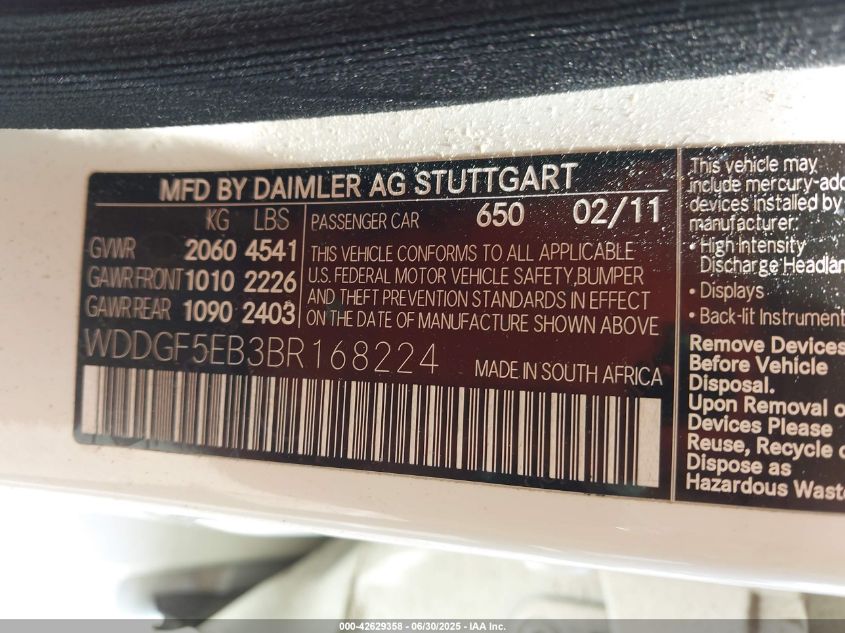 MFD BY DAIMLER AG STUTTGART
KG LBS
GVWR 2060 4541
GAWR FRONT 1010 2226
GAWR REAR 1090 2403
PASSENGER CAR 650 02/11
THIS VEHICLE CONFORMS TO ALL APPLICABLE
U.S. FEDERAL MOTOR VEHICLE SAFETY,BUMPER
AND THEFT PREVENTION STANDARDS IN EFFECT
ON THE DATE OF MANUFACTURE SHOWN ABOVE
WDDGF5EB3BR168224 MADE IN SOUTH AFRICA
This vehicle may
include mercury-add
devices installed by
manufacturer:
• High Intensity
Discharge Headlam
• Displays
• Back-lit Instrument
Remove Devices
Before Vehicle
Disposal.
Upon Removal o
Devices Please
Reuse, Recycle o
Dispose as
Hazardous Waste
000-42629358 - 06/30/2025 - IAA Inc.